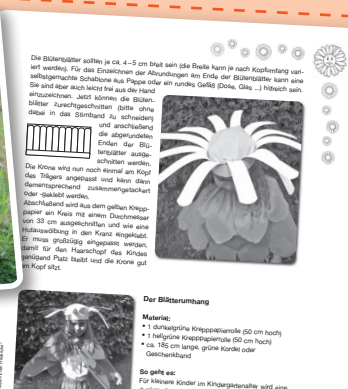 Die Blütenblätter sollten je ca. 4–5 cm breit sein (die Breite kann je nach Kopfumfang vari-
iert werden). Für das Einzeichnen der Abrundungen am Ende der Blütenblätter kann eine
selbstgemachte Schablone aus Pappe oder ein rundes Gefäß (Dose, Glas ...) hilfreich sein.
Sie sind aber auch leicht frei aus der Hand
einzuzeichnen. Jetzt können die Blüten-
blätter zurechtgeschnitten (bitte ohne
dabei in das Stirnband zu schneiden)
und anschließend
die abgerundeten
Enden der Blü-
tenblätter ausge-
schnitten werden.
Die Krone wird nun noch einmal am Kopf
des Trägers angepasst und kann dann
dementsprechend zusammengetackert
oder -geklebt werden.
Abschließend wird aus dem gelben Krepp-
papier ein Kreis mit einem Durchmesser
von 33 cm ausgeschnitten und wie eine
Hutauswölbung in den Kranz eingeklebt.
Er muss großzügig eingepasst werden,
damit für den Haarschopf des Kindes
genügend Platz bleibt und die Krone gut
am Kopf sitzt.
Der Blätterumhang
Material:
• 1 dunkelgrüne Krepppapierrolle (50 cm hoch)
• 1 hellgrüne Krepppapierrolle (50 cm hoch)
• ca. 185 cm lange, grüne Kordel oder
Geschenkband
So geht es:
Für kleinere Kinder im Kindergartenalter wird eine